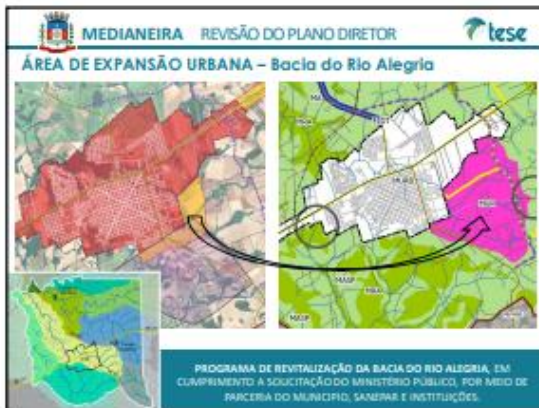 MEDIANEIRA REVISÃO DO PLANO DIRETOR
tese
ÁREA DE EXPANSÃO URBANA – Bacia do Rio Alegria
PROGRAMA DE REVITALIZAÇÃO DA BACIA DO RIO ALEGRIA, EM
CUMPRIMENTO A SOLICITAÇÃO DO MINISTÉRIO PÚBLICO, POR MEIO DE
PARCERIA DO MUNICIPIO, SANEPAR E INSTITUIÇÕES.